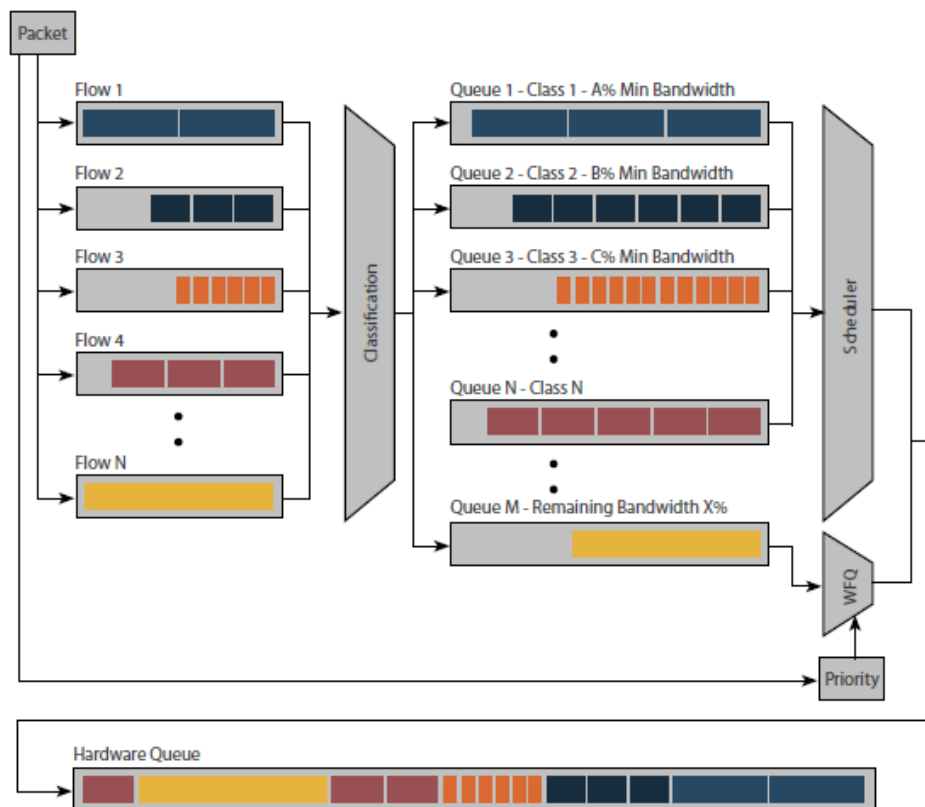 Packet
Flow 1
Flow 2
Flow 3
Flow 4
Flow N
Classification
Queue 1 - Class 1 - A% Min Bandwidth
Queue 2 - Class 2 - B% Min Bandwidth
Queue 3 - Class 3 - C% Min Bandwidth
Queue N - Class N
Queue M - Remaining Bandwidth X%
Scheduler
WFQ
Priority
Hardware Queue